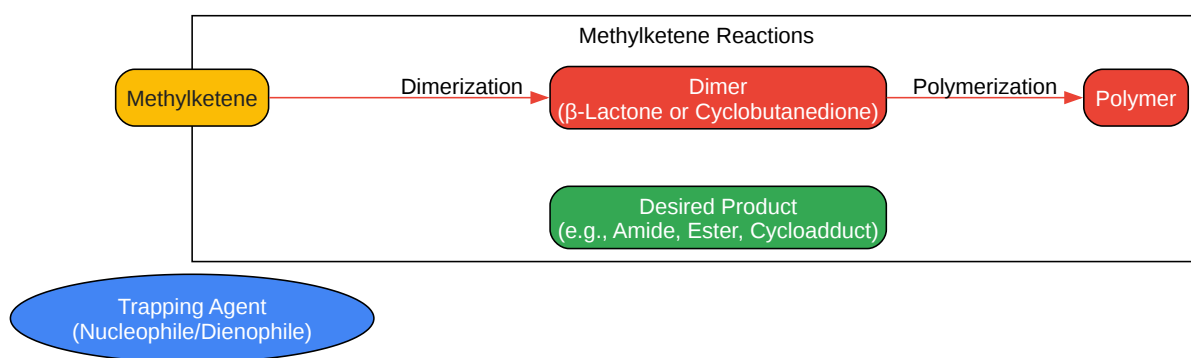 Methylketene Reactions
Methylketene
Dimerization
Dimer
(β-Lactone or Cyclobutanedione)
Polymerization
Polymer
Desired Product
(e.g., Amide, Ester, Cycloadduct)
Trapping Agent
(Nucleophile/Dienophile)